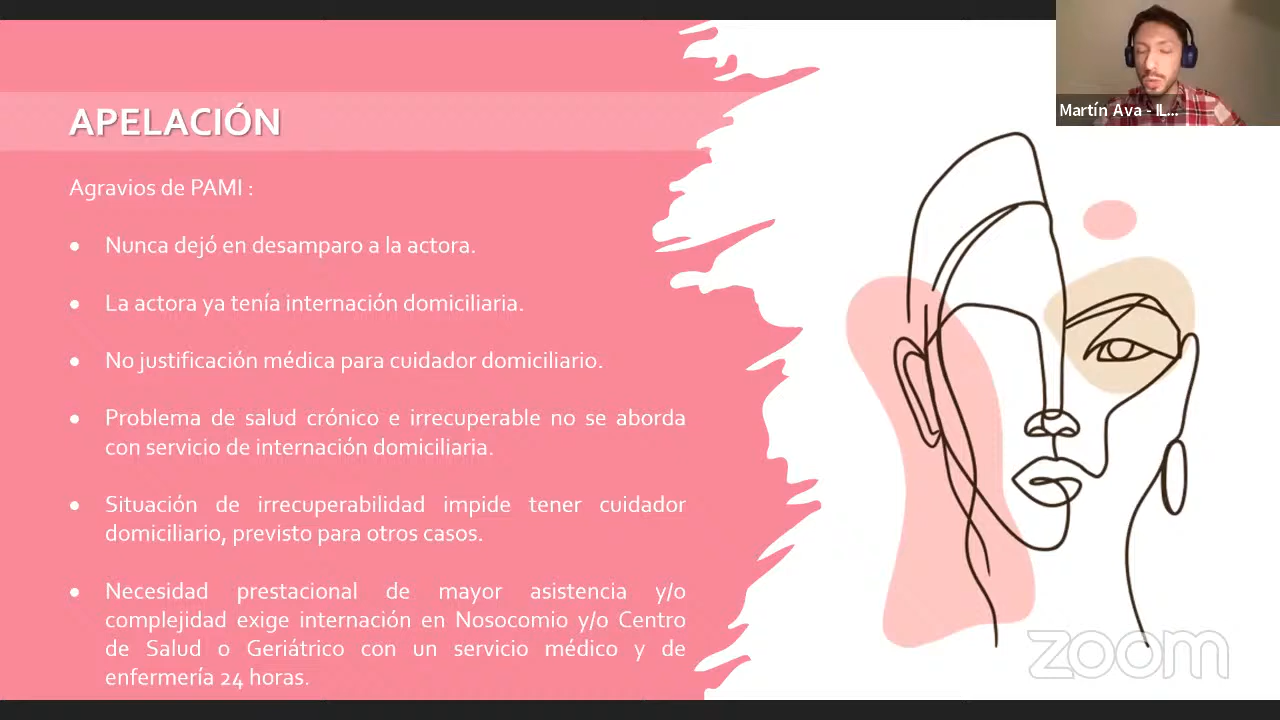 APELACIÓN
Agravios de PAMI :
● Nunca dejó en desamparo a la actora.
● La actora ya tenía internación domiciliaria.
● No justificación médica para cuidador domiciliario.
● Problema de salud crónico e irrecuperable no se aborda
con servicio de internación domiciliaria.
● Situación de irrecuperabilidad impide tener cuidador
domiciliario, previsto para otros casos.
● Necesidad prestacional de mayor asistencia y/o
complejidad exige internación en Nosocomio y/o Centro
de Salud o Geriátrico con un servicio médico y de
enfermería 24 horas.
Martín Ava - IL...
zoom